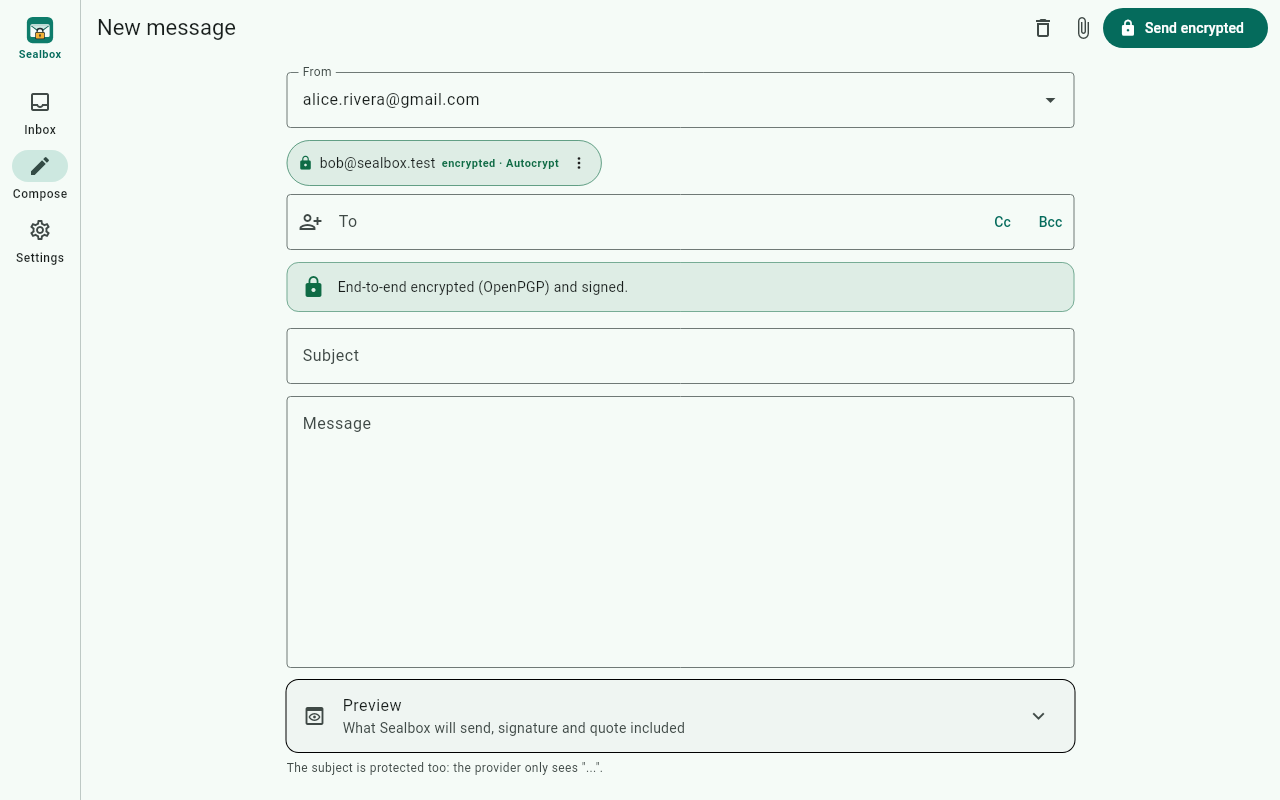 New message
Send encrypted
Sealbox
Inbox
Compose
Settings
From
alice.rivera@gmail.com
bob@sealbox.test encrypted · Autocrypt
To
Cc
Bcc
End-to-end encrypted (OpenPGP) and signed.
Subject
Message
Preview
What Sealbox will send, signature and quote included
The subject is protected too: the provider only sees "...".